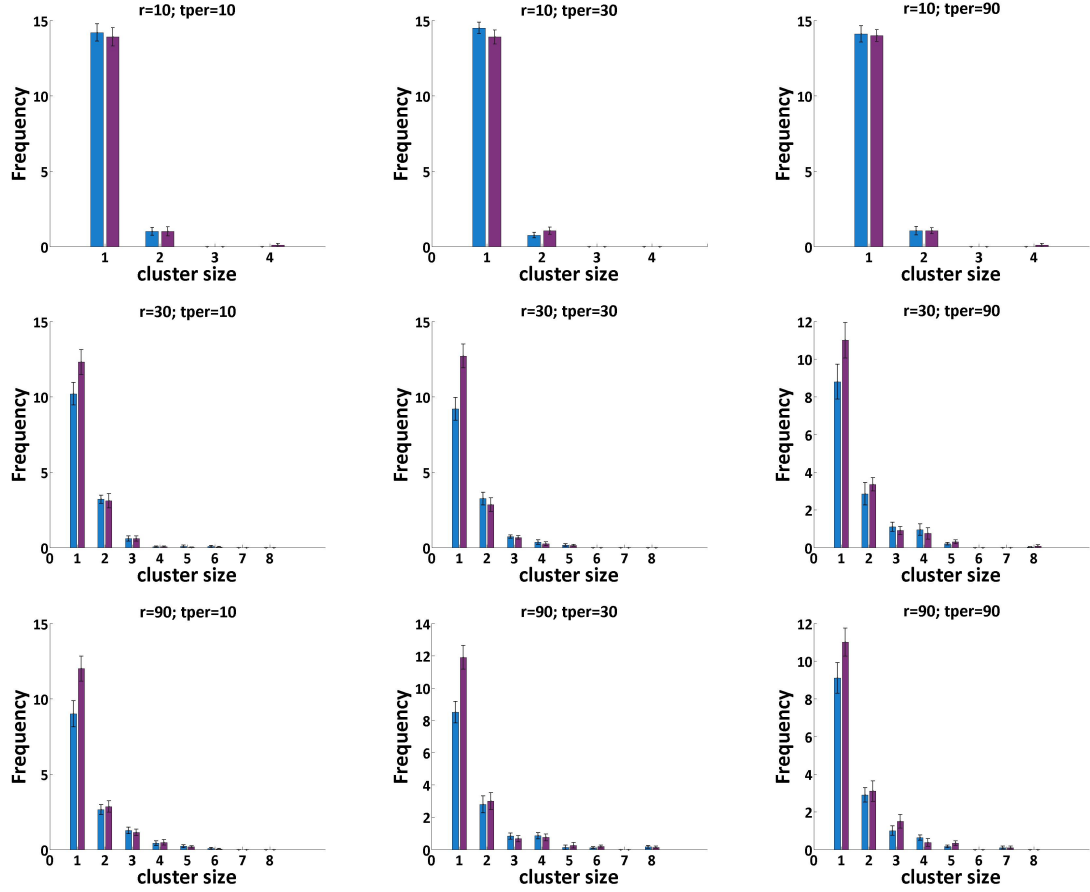 r=10; tper=10
r=10; tper=30
r=10; tper=90
15
10
5
0
Frequency
1 2 3 4
cluster size
15
10
5
0
Frequency
0 1 2 3 4
cluster size
15
10
5
0
Frequency
1 2 3 4
cluster size
r=30; tper=10
r=30; tper=30
r=30; tper=90
15
10
5
0
Frequency
0 1 2 3 4 5 6 7 8
cluster size
15
10
5
0
Frequency
0 1 2 3 4 5 6 7 8
cluster size
12
10
8
6
4
2
0
Frequency
0 1 2 3 4 5 6 7 8
cluster size
r=90; tper=10
r=90; tper=30
r=90; tper=90
15
10
5
0
Frequency
0 1 2 3 4 5 6 7 8
cluster size
14
12
10
8
6
4
2
0
Frequency
0 1 2 3 4 5 6 7 8
cluster size
12
10
8
6
4
2
0
Frequency
0 1 2 3 4 5 6 7 8
cluster size